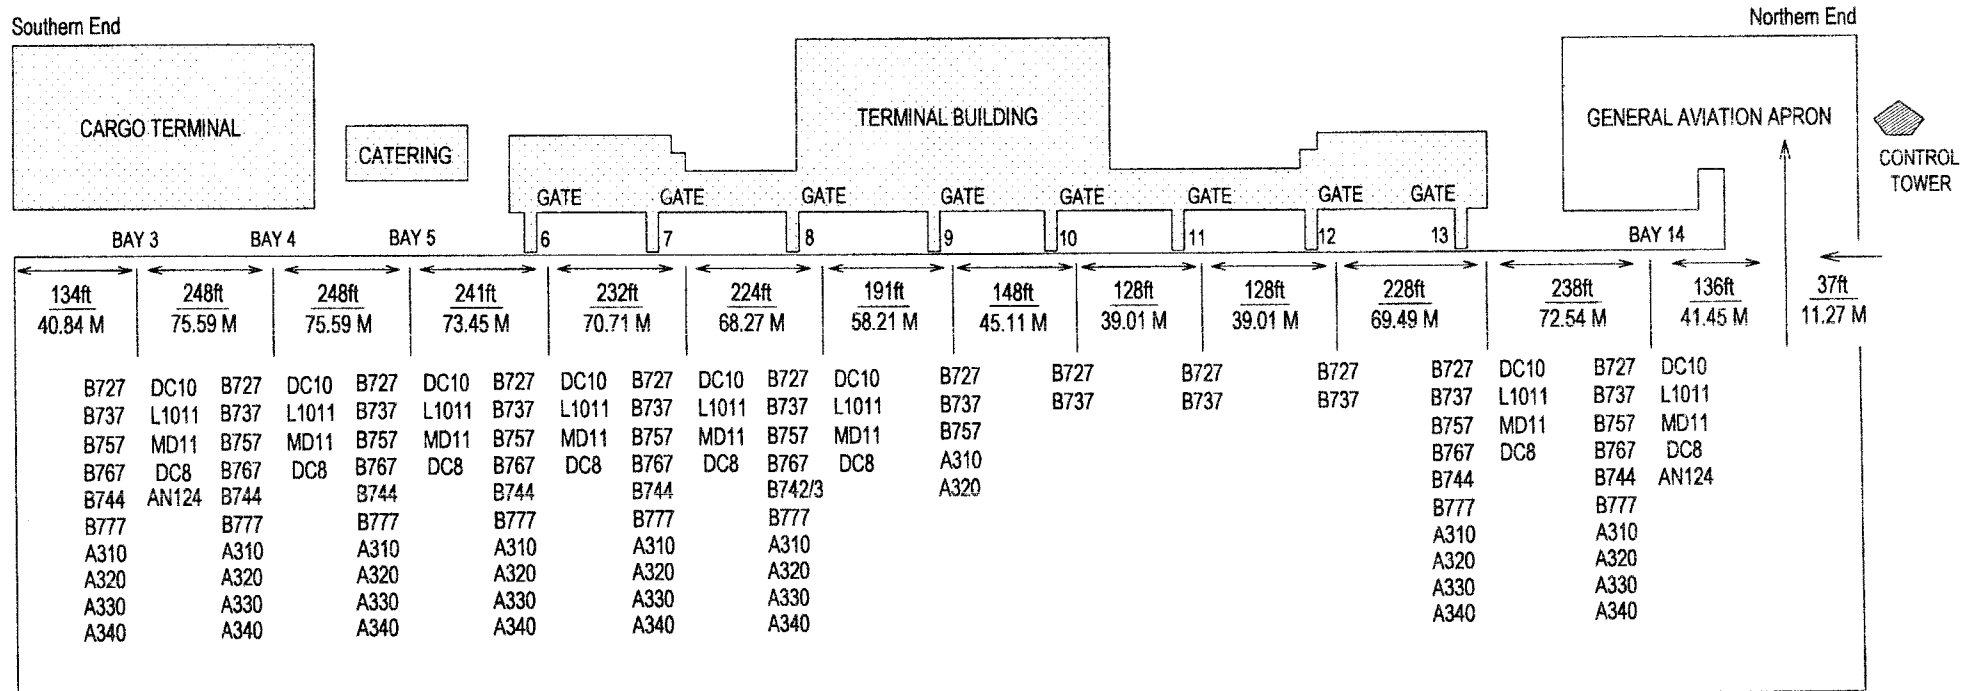 Southern End
Northern End
CARGO TERMINAL
CATERING
TERMINAL BUILDING
GENERAL AVIATION APRON
CONTROL
TOWER
GATE GATE GATE GATE GATE GATE GATE GATE
BAY 3 BAY 4 BAY 5 6 7 8 9 10 11 12 13 BAY 14
134ft 248ft 248ft 241ft 232ft 224ft 191ft 148ft 128ft 128ft 228ft 238ft 136ft 37ft
40.84 M 75.59 M 75.59 M 73.45 M 70.71 M 68.27 M 58.21 M 45.11 M 39.01 M 39.01 M 69.49 M 72.54 M 41.45 M 11.27 M
B727 DC10 B727 DC10 B727 DC10 B727 DC10 B727 DC10 B727 DC10 B727 B727 B727 B727 B727 DC10 B727 DC10
B737 L1011 B737 L1011 B737 L1011 B737 L1011 B737 L1011 B737 L1011 B737 B737 B737 B737 B737 L1011 B737 L1011
B757 MD11 B757 MD11 B757 MD11 B757 MD11 B757 MD11 B757 MD11 B757 B757 MD11 B757 MD11
B767 DC8 B767 DC8 B767 DC8 B767 DC8 B767 DC8 B767 DC8 A310 B767 DC8 B767 DC8
B744 AN124 B744 B744 B744 B744 B742/3 A320 B744 B744 AN124
B777 B777 B777 B777 B777 B777 B777 B777
A310 A310 A310 A310 A310 A310 A310 A310
A320 A320 A320 A320 A320 A320 A320 A320
A330 A330 A330 A330 A330 A330 A330 A330
A340 A340 A340 A340 A340 A340 A340 A340